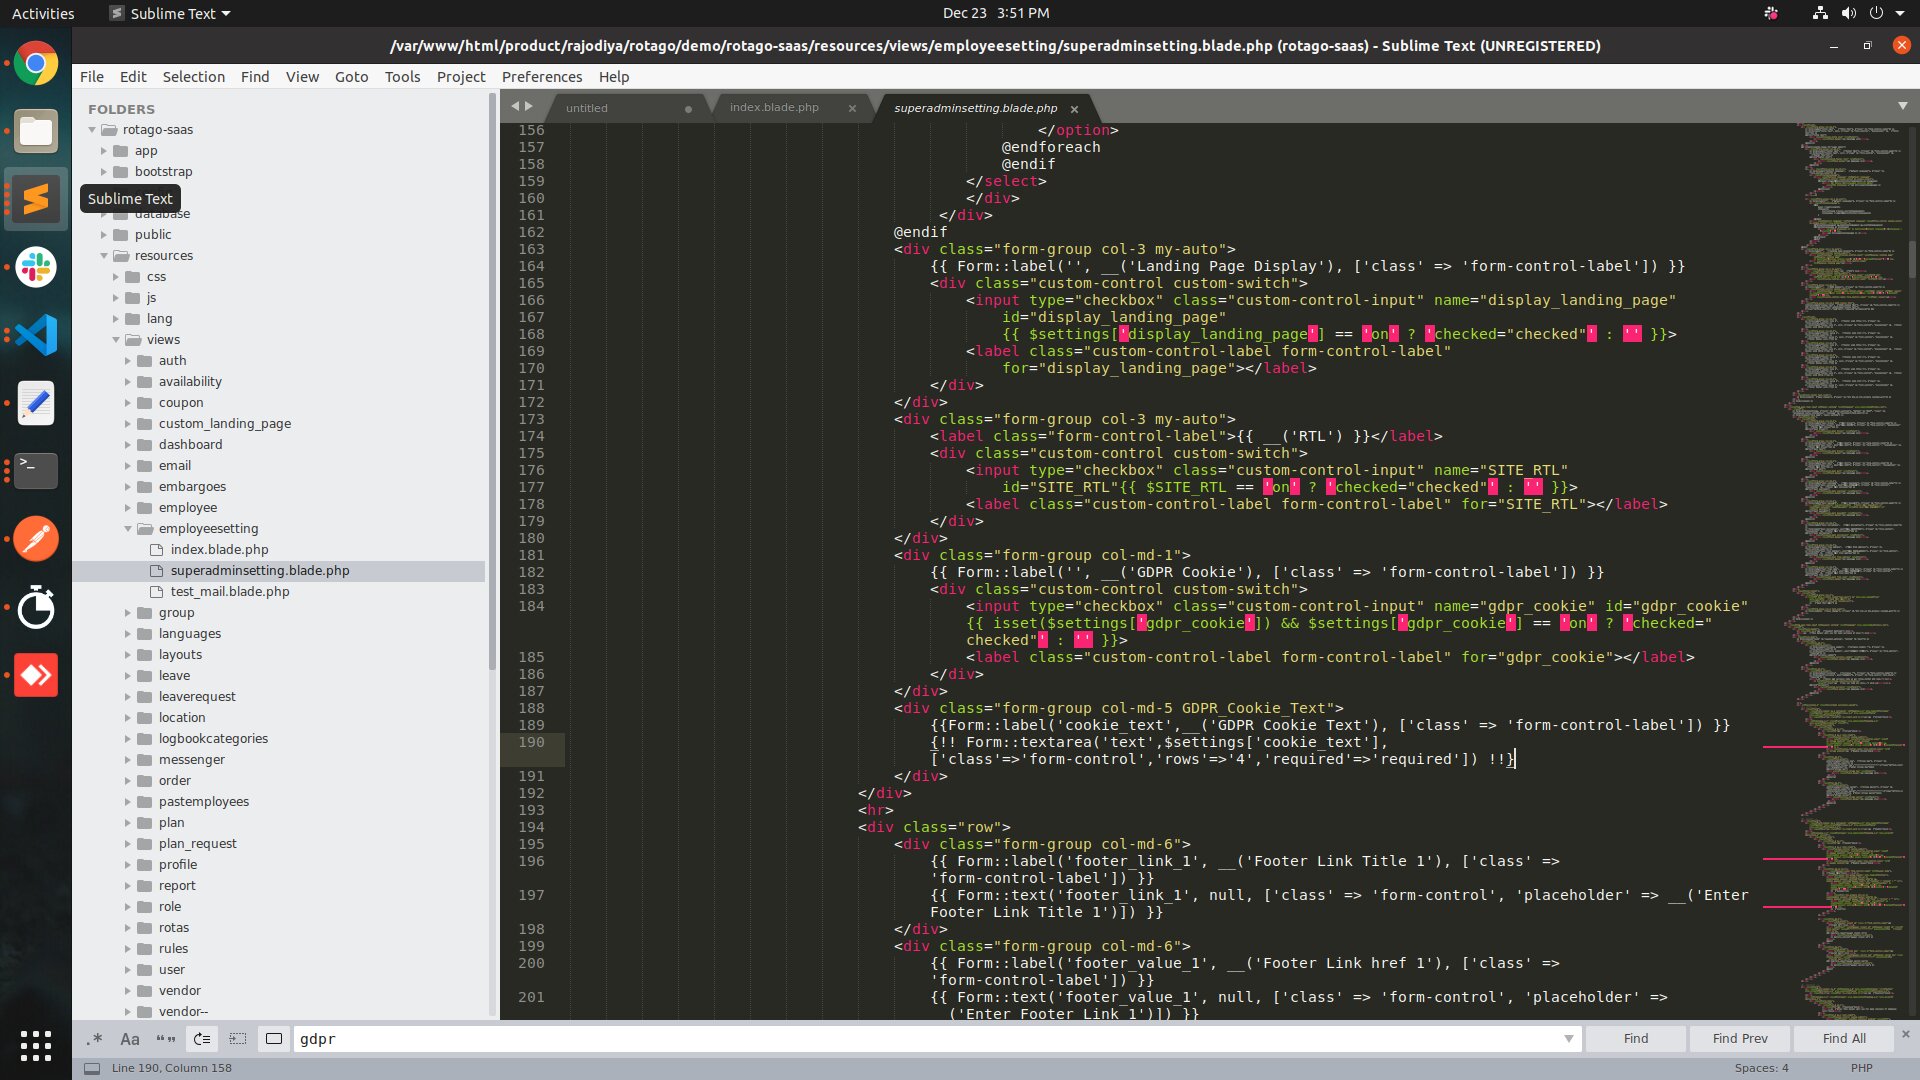 Activities
Sublime Text
Dec 23 3:51 PM
/var/www/html/product/rajodiya/rotago/demo/rotago-saas/resources/views/employeesetting/superadminsetting.blade.php (rotago-saas) - Sublime Text (UNREGISTERED)
File Edit Selection Find View Goto Tools Project Preferences Help
FOLDERS
rotago-saas
app
bootstrap
Sublime Text
database
public
resources
css
js
lang
views
auth
availability
coupon
custom_landing_page
dashboard
email
embargoes
employee
employeesetting
index.blade.php
superadminsetting.blade.php
test_mail.blade.php
group
languages
layouts
leave
leaverequest
location
logbookcategories
messenger
order
pastemployees
plan
plan_request
profile
report
role
rotas
rules
user
vendor
vendor--
untitled
index.blade.php
superadminsetting.blade.php
156 </option>
157 @endforeach
158 @endif
159 </select>
160 </div>
161 </div>
162 @endif
163 <div class="form-group col-3 my-auto">
164 {{ Form::label('', __('Landing Page Display'), ['class' => 'form-control-label']) }}
165 <div class="custom-control custom-switch">
166 <input type="checkbox" class="custom-control-input" name="display_landing_page"
167 id="display_landing_page"
168 {{ $settings['display_landing_page'] == 'on' ? 'checked="checked"' : '' }}>
169 <label class="custom-control-label form-control-label"
170 for="display_landing_page"></label>
171 </div>
172 </div>
173 <div class="form-group col-3 my-auto">
174 <label class="form-control-label">{{ __('RTL') }}</label>
175 <div class="custom-control custom-switch">
176 <input type="checkbox" class="custom-control-input" name="SITE_RTL"
177 id="SITE_RTL"{{ $SITE_RTL == 'on' ? 'checked="checked"' : '' }}>
178 <label class="custom-control-label form-control-label" for="SITE_RTL"></label>
179 </div>
180 </div>
181 <div class="form-group col-md-1">
182 {{ Form::label('', __('GDPR Cookie'), ['class' => 'form-control-label']) }}
183 <div class="custom-control custom-switch">
184 <input type="checkbox" class="custom-control-input" name="gdpr_cookie" id="gdpr_cookie"
{{ isset($settings['gdpr_cookie']) && $settings['gdpr_cookie'] == 'on' ? 'checked="
checked"' : '' }}>
185 <label class="custom-control-label form-control-label" for="gdpr_cookie"></label>
186 </div>
187 </div>
188 <div class="form-group col-md-5 GDPR_Cookie_Text">
189 {{Form::label('cookie_text',__('GDPR Cookie Text'), ['class' => 'form-control-label']) }}
190 {!! Form::textarea('text',$settings['cookie_text'],
['class'=>'form-control','rows'=>'4','required'=>'required']) !!}
191 </div>
192 </div>
193 <hr>
194 <div class="row">
195 <div class="form-group col-md-6">
196 {{ Form::label('footer_link_1', __('Footer Link Title 1'), ['class' =>
'form-control-label']) }}
197 {{ Form::text('footer_link_1', null, ['class' => 'form-control', 'placeholder' => __('Enter
Footer Link Title 1')]) }}
198 </div>
199 <div class="form-group col-md-6">
200 {{ Form::label('footer_value_1', __('Footer Link href 1'), ['class' =>
'form-control-label']) }}
201 {{ Form::text('footer_value_1', null, ['class' => 'form-control', 'placeholder' =>
__('Enter Footer Link 1')]) }}
.* Aa “” gdpr Find Find Prev Find All
Line 190, Column 158
Spaces: 4
PHP